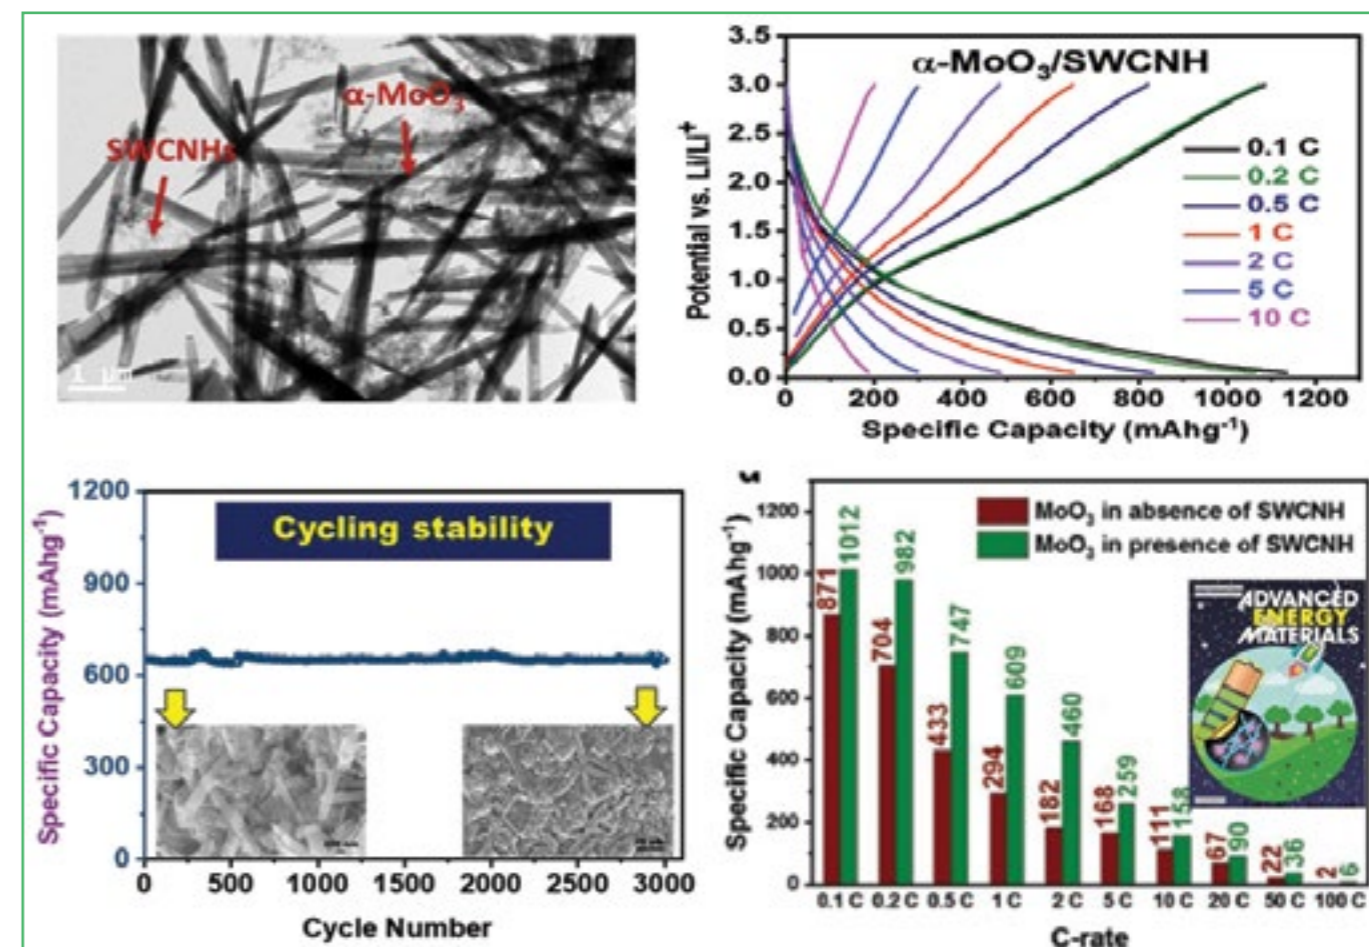 α-MoO3
SWCNHs
1 µm
α-MoO3/SWCNH
Potential vs. Li/Li+
3.5
3.0
2.5
2.0
1.5
1.0
0.5
0.0
0.1 C
0.2 C
0.5 C
1 C
2 C
5 C
10 C
0 200 400 600 800 1000 1200
Specific Capacity (mAhg-1)
Cycling stability
Specific Capacity (mAhg-1)
1200
900
600
300
0
0 500 1000 1500 2000 2500 3000
Cycle Number
MoO3 in absence of SWCNH
MoO3 in presence of SWCNH
Specific Capacity (mAhg-1)
1200
1000
800
600
400
200
0
871 1012
704 982
433 747
294 609
182 460
168 259
111 158
67 90
22 36
2 6
ADVANCED
ENERGY
MATERIALS
0.1 C 0.2 C 0.5 C 1 C 2 C 5 C 10 C 20 C 50 C 100 C
C-rate